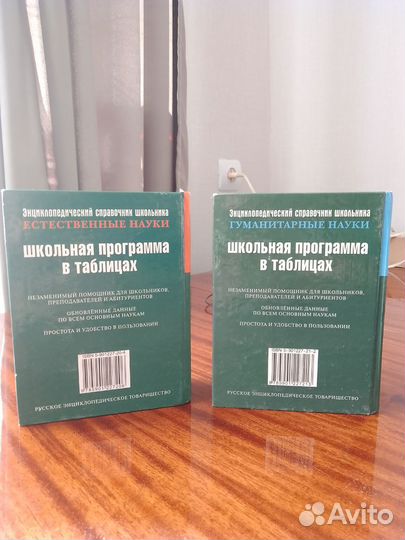 Энциклопедический справочник школьника
ЕСТЕСТВЕННЫЕ НАУКИ
школьная программа
в таблицах
НЕЗАМЕНИМЫЙ ПОМОЩНИК ДЛЯ ШКОЛЬНИКОВ,
ПРЕПОДАВАТЕЛЕЙ И АБИТУРИЕНТОВ
ОБНОВЛЁННЫЕ ДАННЫЕ
ПО ВСЕМ ОСНОВНЫМ НАУКАМ
ПРОСТОТА И УДОБСТВО В ПОЛЬЗОВАНИИ
РУССКОЕ ЭНЦИКЛОПЕДИЧЕСКОЕ ТОВАРИЩЕСТВО
Энциклопедический справочник школьника
ГУМАНИТАРНЫЕ НАУКИ
школьная программа
в таблицах
НЕЗАМЕНИМЫЙ ПОМОЩНИК ДЛЯ ШКОЛЬНИКОВ,
ПРЕПОДАВАТЕЛЕЙ И АБИТУРИЕНТОВ
ОБНОВЛЁННЫЕ ДАННЫЕ
ПО ВСЕМ ОСНОВНЫМ НАУКАМ
ПРОСТОТА И УДОБСТВО В ПОЛЬЗОВАНИИ
РУССКОЕ ЭНЦИКЛОПЕДИЧЕСКОЕ ТОВАРИЩЕСТВО
Avito